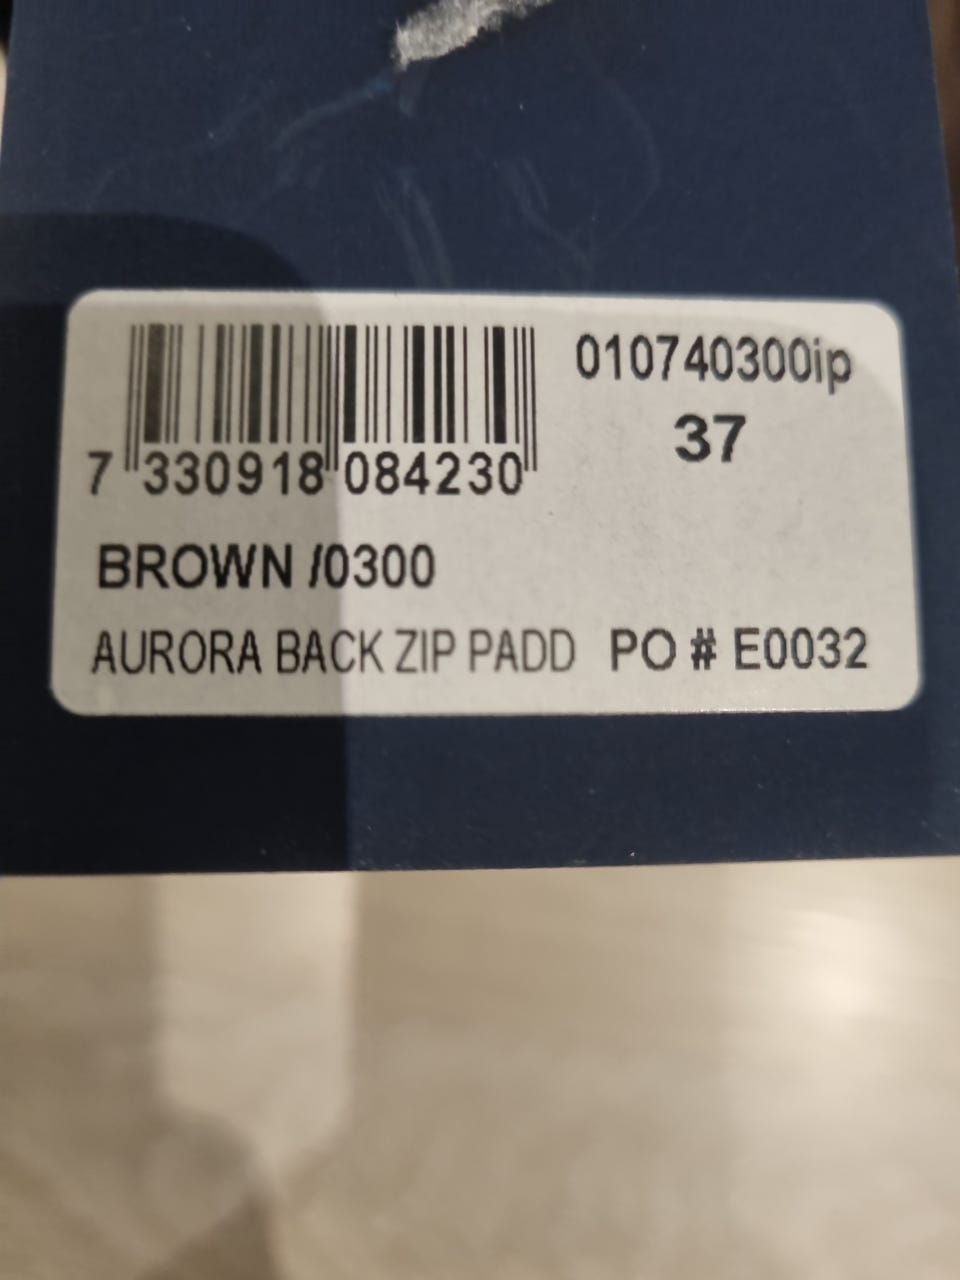 010740300ip
37
7 330918 084230
BROWN /0300
AURORA BACK ZIP PADD PO # E0032